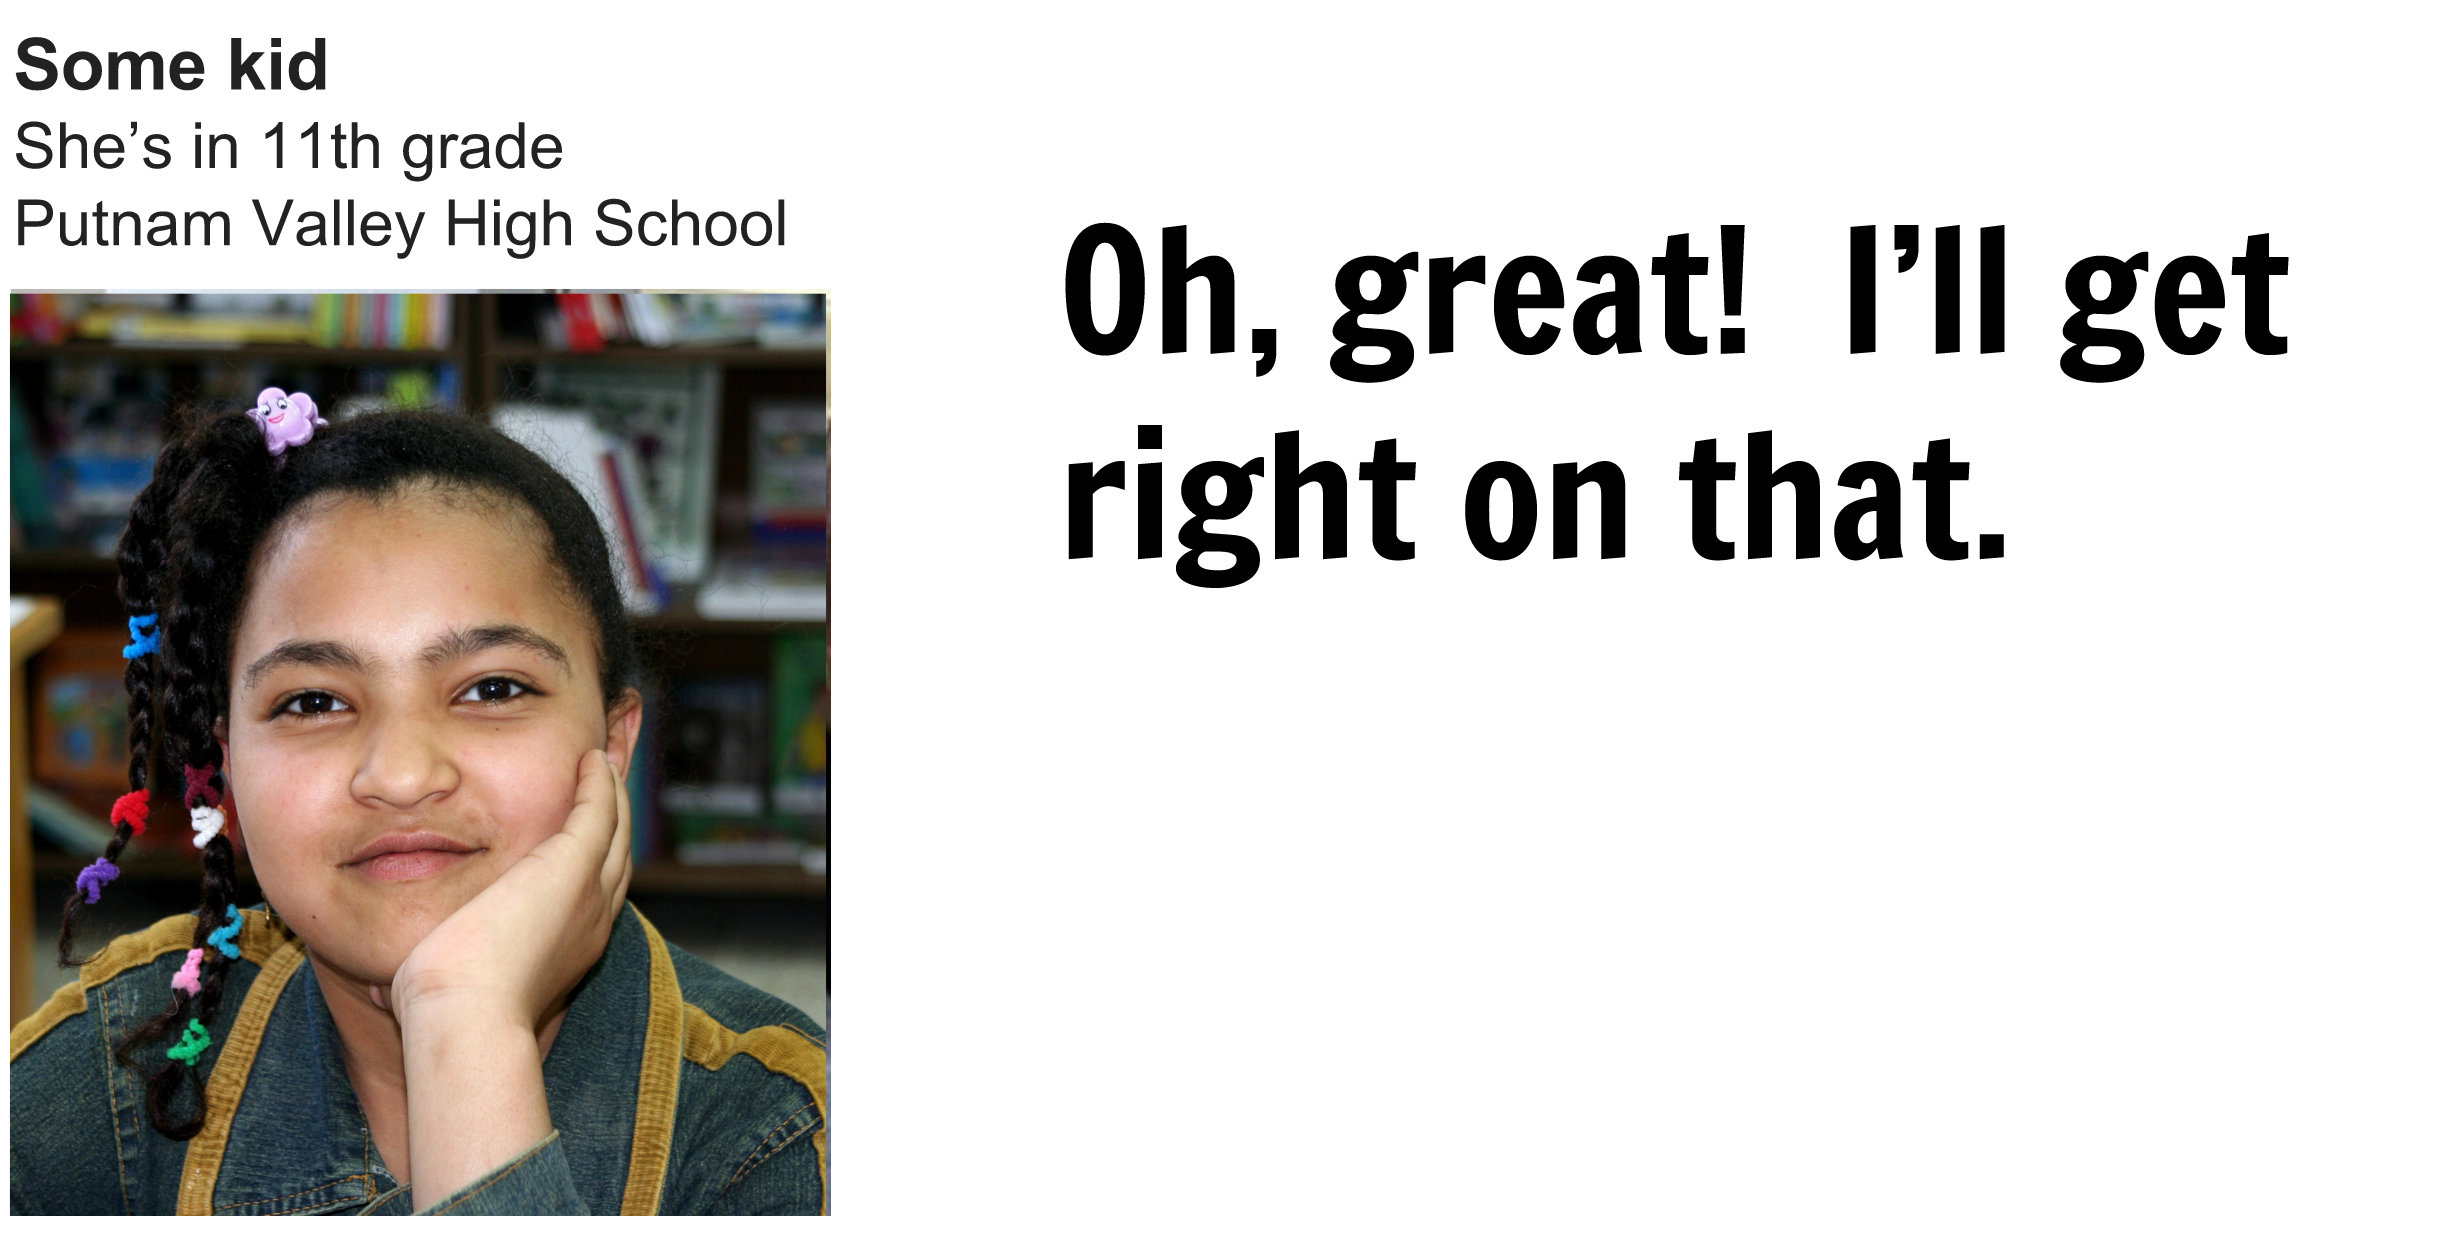 Some kid
She’s in 11th grade
Putnam Valley High School
Oh, great!  I’ll get
right on that.